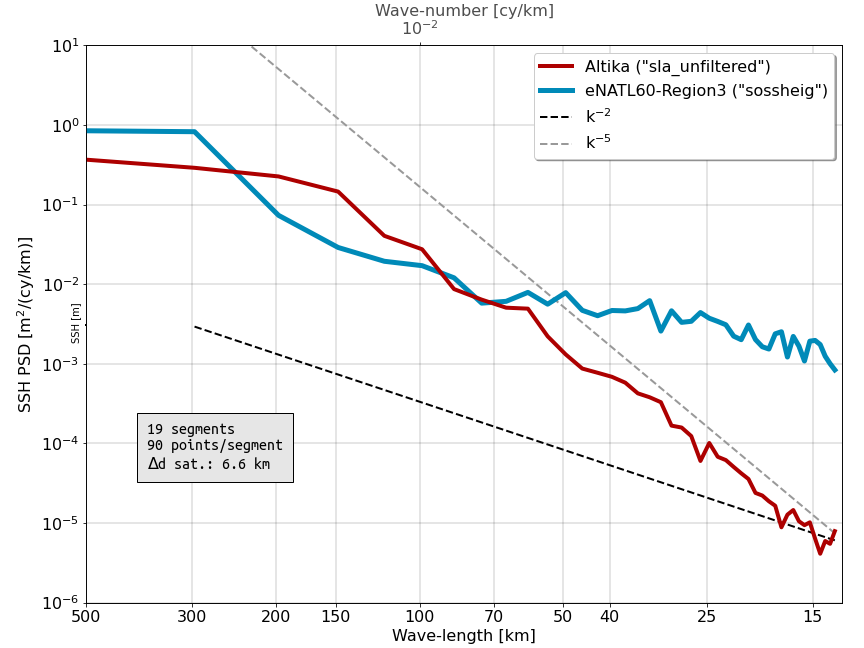 Wave-number [cy/km]
10⁻²
Altika ("sla_unfiltered")
eNATL60-Region3 ("sossheig")
k⁻²
k⁻⁵
10¹
10⁰
10⁻¹
10⁻²
10⁻³
10⁻⁴
10⁻⁵
10⁻⁶
SSH PSD [m²/(cy/km)]
SSH [m]
19 segments
90 points/segment
Δd sat.: 6.6 km
500 300 200 150 100 70 50 40 25 15
Wave-length [km]